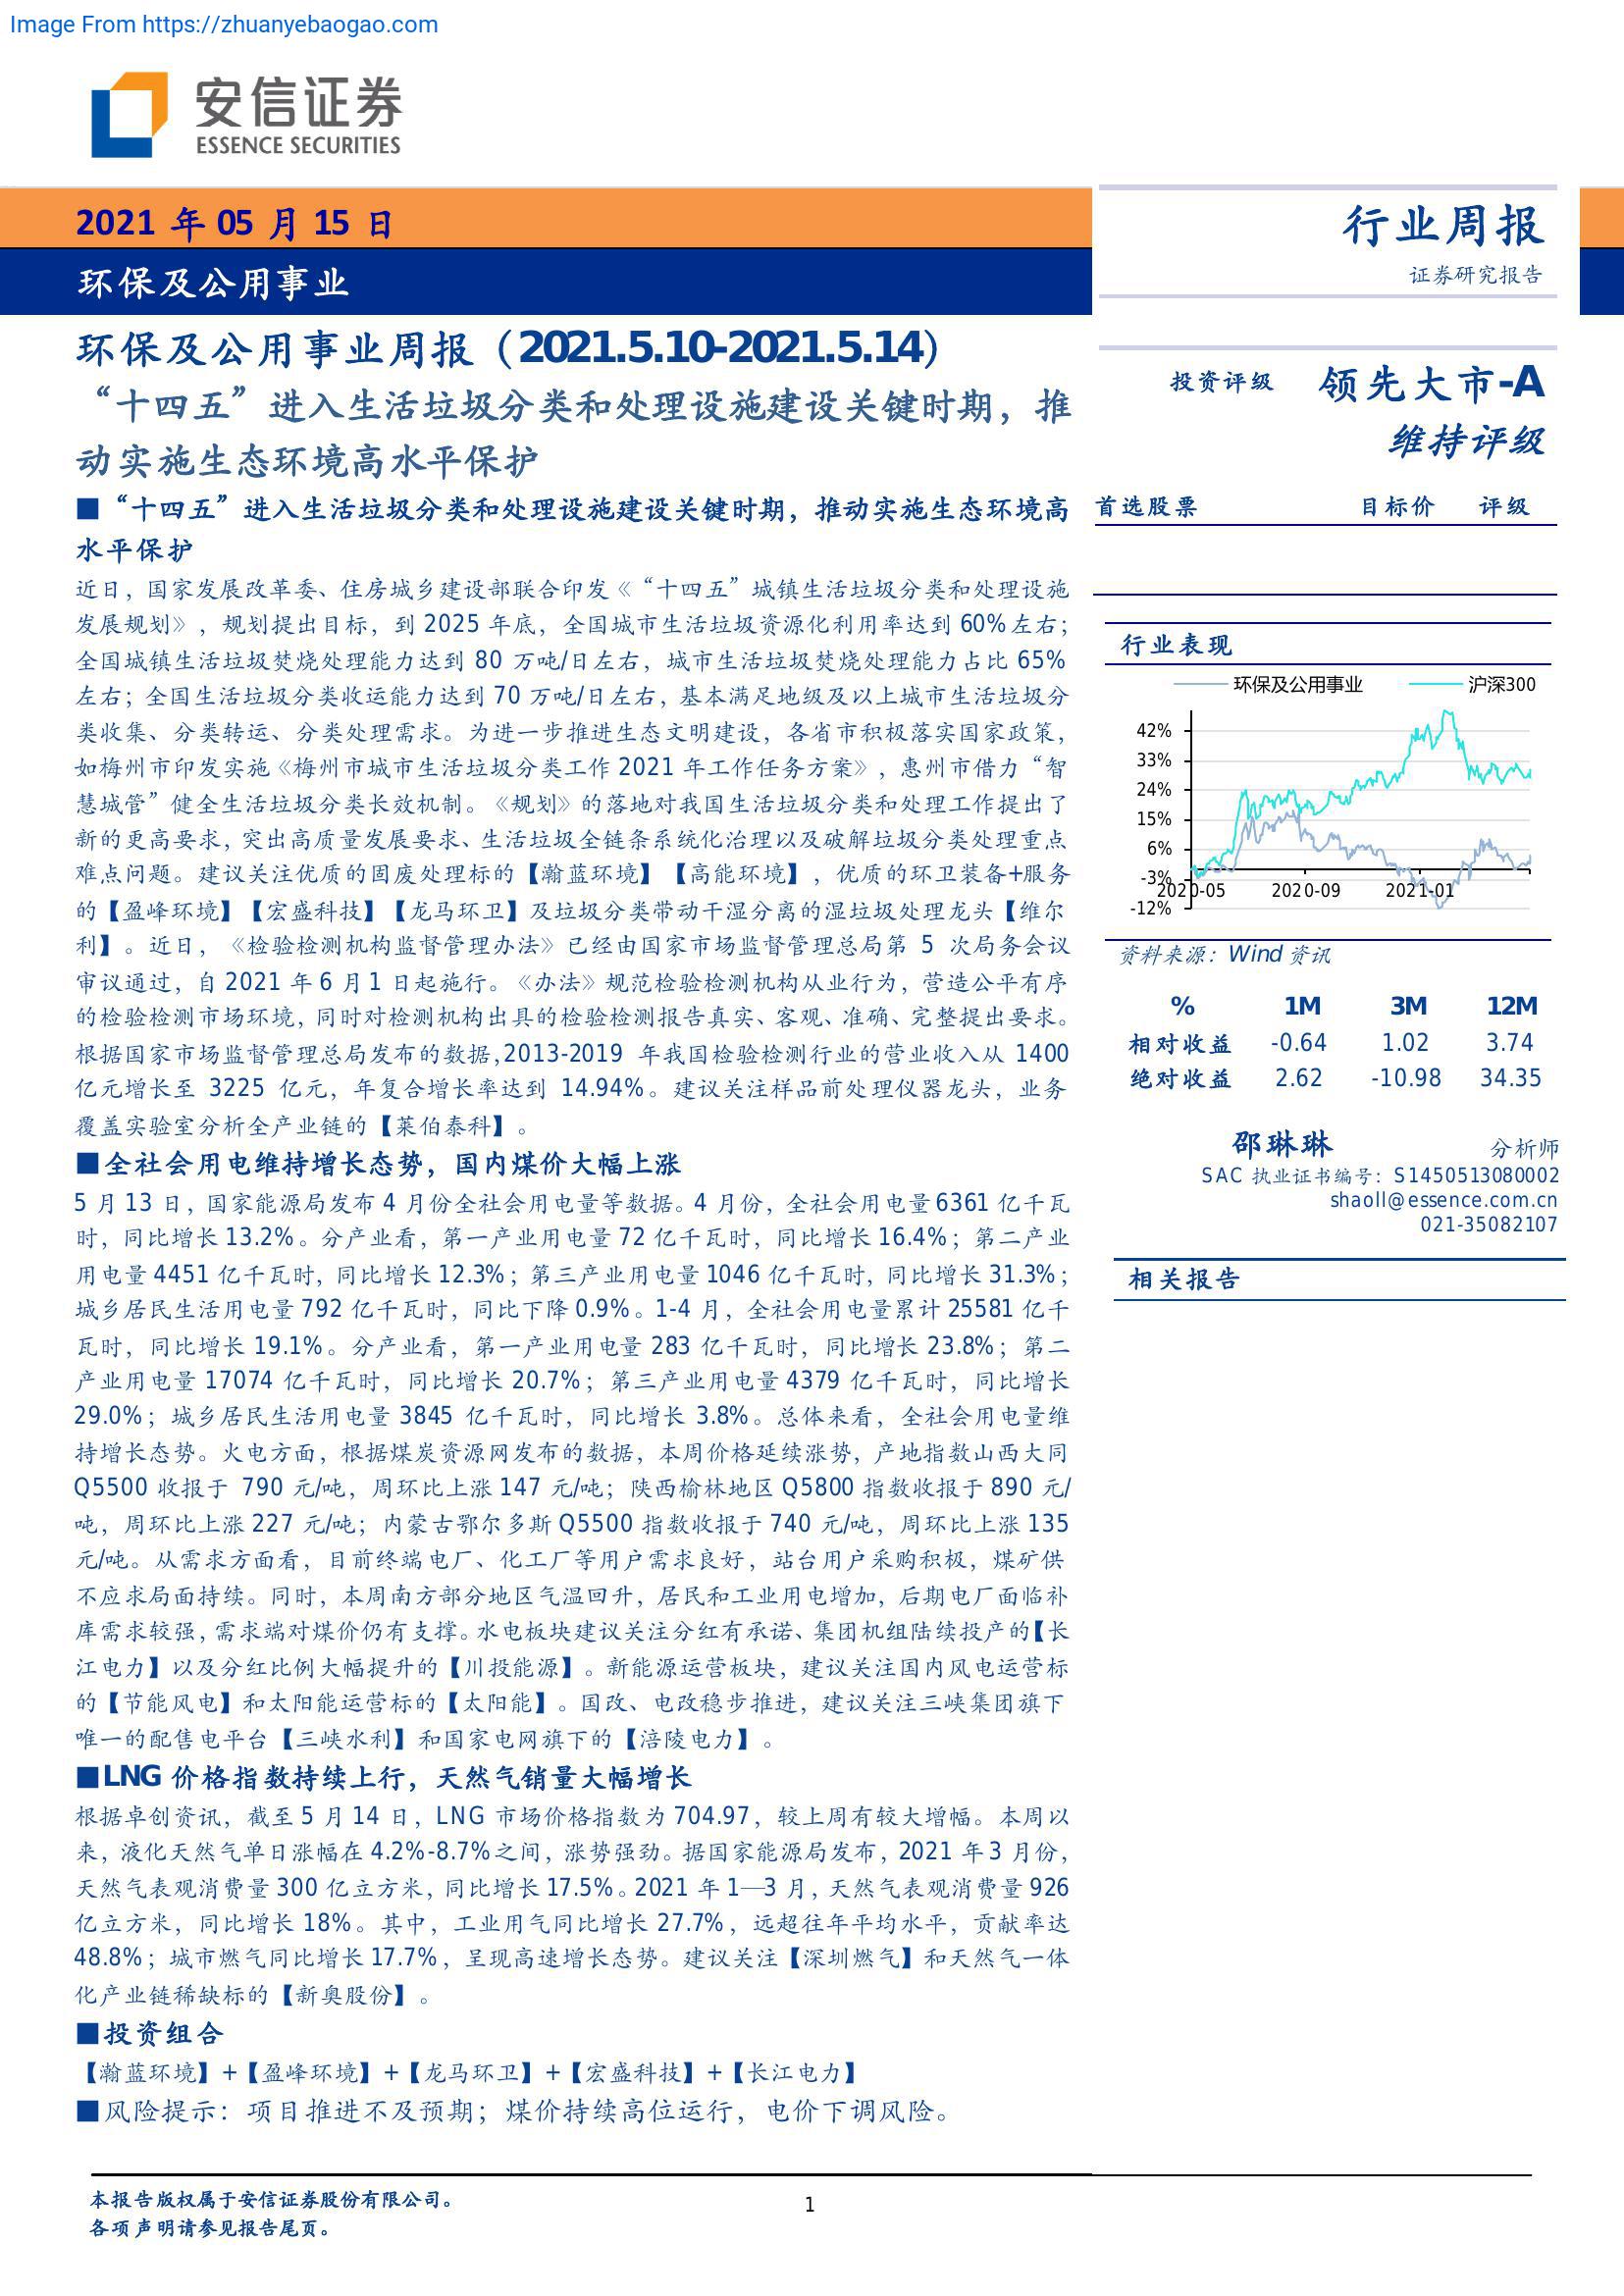 Image From https://zhuanyebaogao.com
安信证券
ESSENCE SECURITIES
2021 年 05 月 15 日
环保及公用事业
行业周报
证券研究报告
环保及公用事业周报（2021.5.10-2021.5.14）
“十四五”进入生活垃圾分类和处理设施建设关键时期，推
动实施生态环境高水平保护
■“十四五”进入生活垃圾分类和处理设施建设关键时期，推动实施生态环境高
水平保护
近日，国家发展改革委、住房城乡建设部联合印发《“十四五”城镇生活垃圾分类和处理设施
发展规划》，规划提出目标，到 2025 年底，全国城市生活垃圾资源化利用率达到 60%左右；
全国城镇生活垃圾焚烧处理能力达到 80 万吨/日左右，城市生活垃圾焚烧处理能力占比 65%
左右；全国生活垃圾分类收运能力达到 70 万吨/日左右，基本满足地级及以上城市生活垃圾分
类收集、分类转运、分类处理需求。为进一步推进生态文明建设，各省市积极落实国家政策，
如梅州市印发实施《梅州市城市生活垃圾分类工作 2021 年工作任务方案》，惠州市借力“智
慧城管”健全生活垃圾分类长效机制。《规划》的落地对我国生活垃圾分类和处理工作提出了
新的更高要求，突出高质量发展要求、生活垃圾全链条系统化治理以及破解垃圾分类处理重点
难点问题。建议关注优质的固废处理标的【瀚蓝环境】【高能环境】，优质的环卫装备+服务
的【盈峰环境】【宏盛科技】【龙马环卫】及垃圾分类带动干湿分离的湿垃圾处理龙头【维尔
利】。近日，《检验检测机构监督管理办法》已经由国家市场监督管理总局第 5 次局务会议
审议通过，自 2021 年 6 月 1 日起施行。《办法》规范检验检测机构从业行为，营造公平有序
的检验检测市场环境，同时对检测机构出具的检验检测报告真实、客观、准确、完整提出要求。
根据国家市场监督管理总局发布的数据,2013-2019 年我国检验检测行业的营业收入从 1400
亿元增长至 3225 亿元，年复合增长率达到 14.94%。建议关注样品前处理仪器龙头，业务
覆盖实验室分析全产业链的【莱伯泰科】。
■全社会用电维持增长态势，国内煤价大幅上涨
5 月 13 日，国家能源局发布 4 月份全社会用电量等数据。4 月份，全社会用电量 6361 亿千瓦
时，同比增长 13.2%。分产业看，第一产业用电量 72 亿千瓦时，同比增长 16.4%；第二产业
用电量 4451 亿千瓦时，同比增长 12.3%；第三产业用电量 1046 亿千瓦时，同比增长 31.3%；
城乡居民生活用电量 792 亿千瓦时，同比下降 0.9%。1-4 月，全社会用电量累计 25581 亿千
瓦时，同比增长 19.1%。分产业看，第一产业用电量 283 亿千瓦时，同比增长 23.8%；第二
产业用电量 17074 亿千瓦时，同比增长 20.7%；第三产业用电量 4379 亿千瓦时，同比增长
29.0%；城乡居民生活用电量 3845 亿千瓦时，同比增长 3.8%。总体来看，全社会用电量维
持增长态势。火电方面，根据煤炭资源网发布的数据，本周价格延续涨势，产地指数山西大同
Q5500 收报于 790 元/吨，周环比上涨 147 元/吨；陕西榆林地区 Q5800 指数收报于 890 元/
吨，周环比上涨 227 元/吨；内蒙古鄂尔多斯 Q5500 指数收报于 740 元/吨，周环比上涨 135
元/吨。从需求方面看，目前终端电厂、化工厂等用户需求良好，站台用户采购积极，煤矿供
不应求局面持续。同时，本周南方部分地区气温回升，居民和工业用电增加，后期电厂面临补
库需求较强，需求端对煤价仍有支撑。水电板块建议关注分红有承诺、集团机组陆续投产的【长
江电力】以及分红比例大幅提升的【川投能源】。新能源运营板块，建议关注国内风电运营标
的【节能风电】和太阳能运营标的【太阳能】。国改、电改稳步推进，建议关注三峡集团旗下
唯一的配售电平台【三峡水利】和国家电网旗下的【涪陵电力】。
■LNG 价格指数持续上行，天然气销量大幅增长
根据卓创资讯，截至 5 月 14 日，LNG 市场价格指数为 704.97，较上周有较大增幅。本周以
来，液化天然气单日涨幅在 4.2%-8.7%之间，涨势强劲。据国家能源局发布，2021 年 3 月份，
天然气表观消费量 300 亿立方米，同比增长 17.5%。2021 年 1—3 月，天然气表观消费量 926
亿立方米，同比增长 18%。其中，工业用气同比增长 27.7%，远超往年平均水平，贡献率达
48.8%；城市燃气同比增长 17.7%，呈现高速增长态势。建议关注【深圳燃气】和天然气一体
化产业链稀缺标的【新奥股份】。
■投资组合
【瀚蓝环境】+【盈峰环境】+【龙马环卫】+【宏盛科技】+【长江电力】
■风险提示：项目推进不及预期；煤价持续高位运行，电价下调风险。
投资评级 领先大市-A
维持评级
首选股票 目标价 评级
行业表现
环保及公用事业 沪深300
42%
33%
24%
15%
6%
-3%
-12%
2020-05 2020-09 2021-01
资料来源：Wind 资讯
% 1M 3M 12M
相对收益 -0.64 1.02 3.74
绝对收益 2.62 -10.98 34.35
邵琳琳 分析师
SAC 执业证书编号：S1450513080002
shaoll@essence.com.cn
021-35082107
相关报告
本报告版权属于安信证券股份有限公司。
各项声明请参见报告尾页。
1